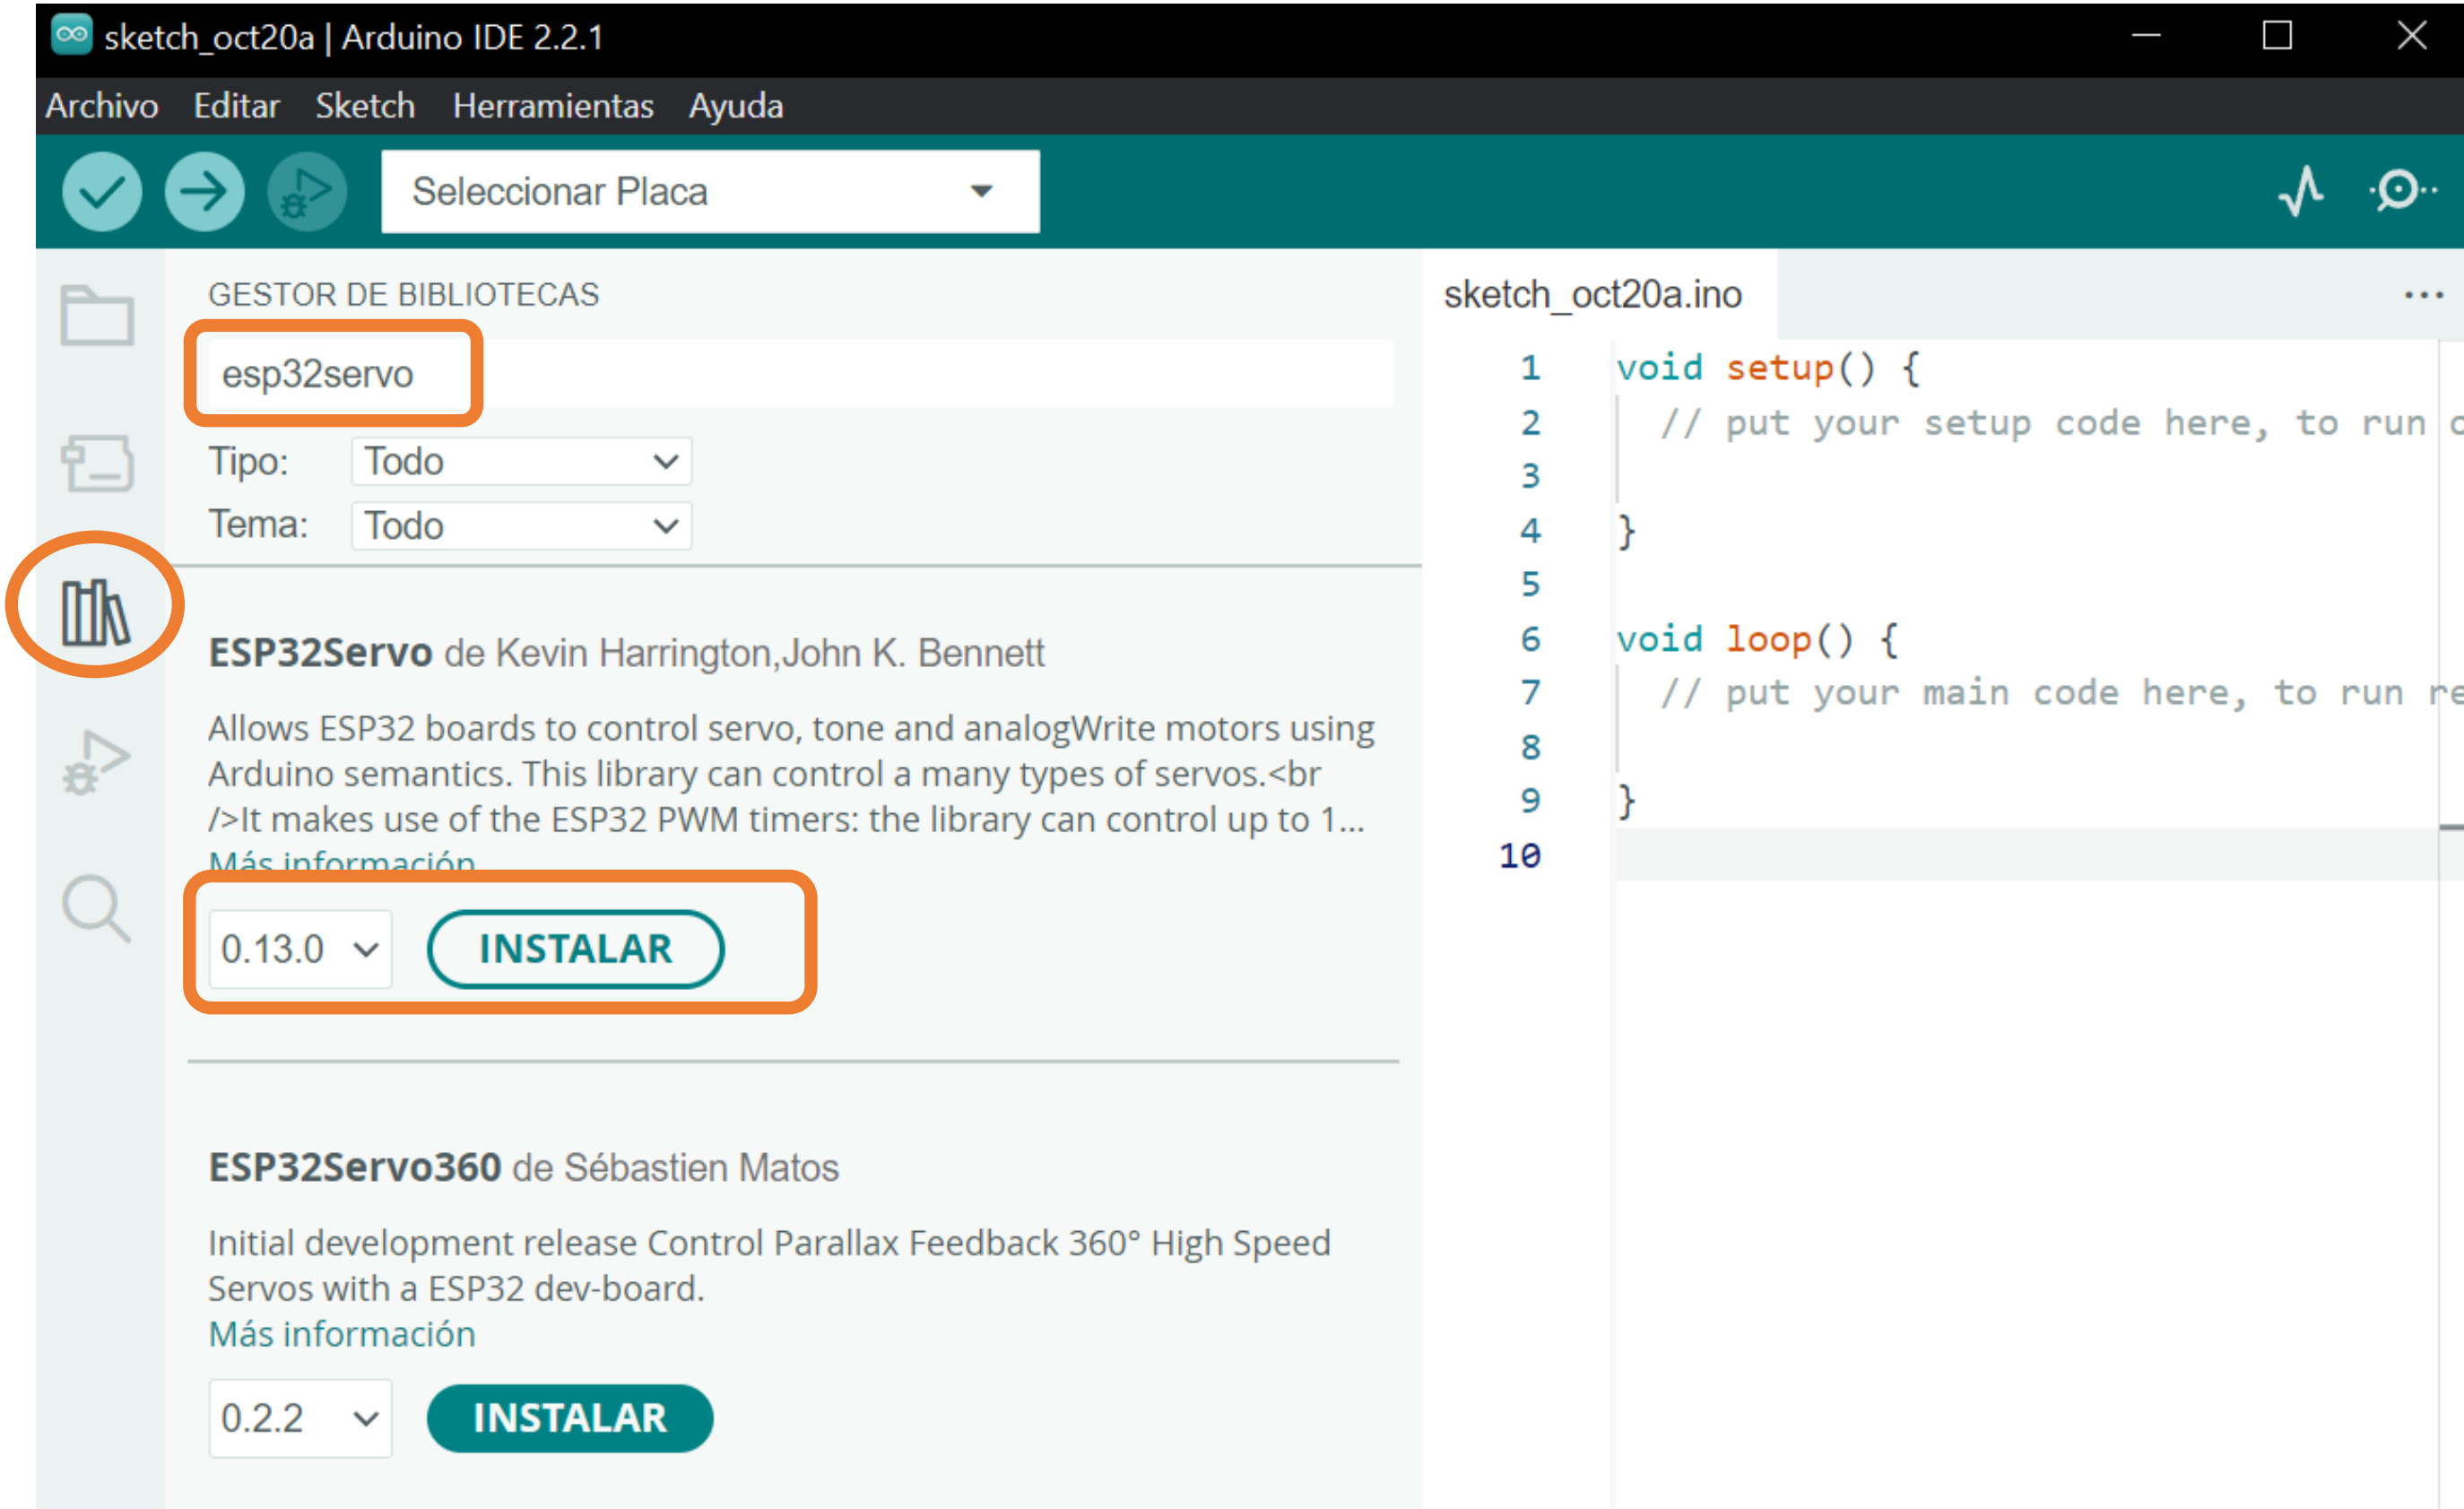 sketch_oct20a | Arduino IDE 2.2.1
Archivo Editar Sketch Herramientas Ayuda
Seleccionar Placa
GESTOR DE BIBLIOTECAS
esp32servo
Tipo: Todo
Tema: Todo
ESP32Servo de Kevin Harrington,John K. Bennett
Allows ESP32 boards to control servo, tone and analogWrite motors using
Arduino semantics. This library can control a many types of servos.<br
/>It makes use of the ESP32 PWM timers: the library can control up to 1...
Más información
0.13.0 INSTALAR
ESP32Servo360 de Sébastien Matos
Initial development release Control Parallax Feedback 360° High Speed
Servos with a ESP32 dev-board.
Más información
0.2.2 INSTALAR
sketch_oct20a.ino
...
1 void setup() {
2 // put your setup code here, to run
3
4 }
5
6 void loop() {
7 // put your main code here, to run re
8
9 }
10